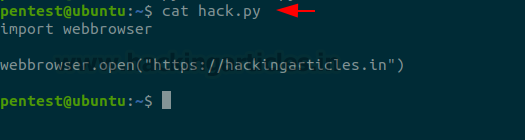 pentest@ubuntu:~$ cat hack.py
import webbrowser
webbrowser.open("https://hackingarticles.in")
pentest@ubuntu:~$